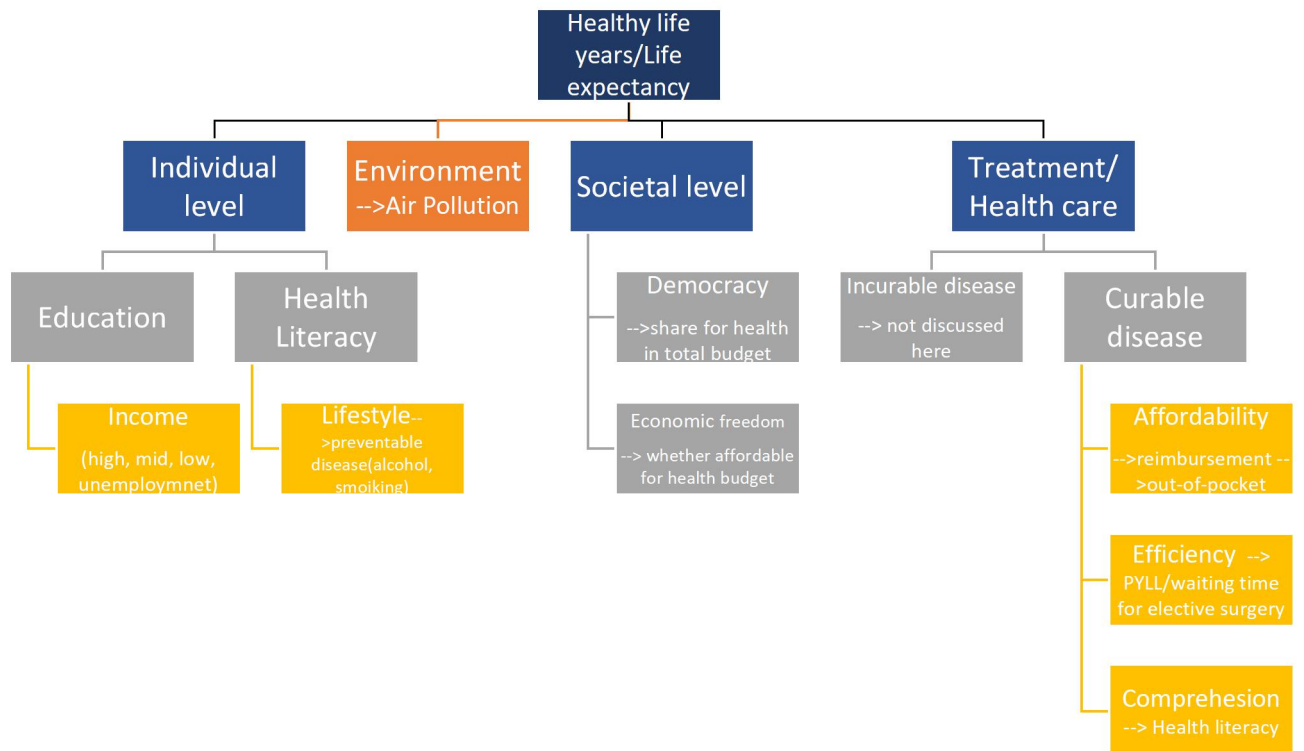 Healthy life
years/Life
expectancy
Individual
level
Environment
-->Air Pollution
Societal level
Treatment/
Health care
Education
Health
Literacy
Democracy
-->share for health
in total budget
Incurable disease
--> not discussed
here
Curable
disease
Income
(high, mid, low,
unemploymnet)
Lifestyle--
>preventable
disease(alcohol,
smoiking)
Economic freedom
--> whether affordable
for health budget
Affordability
-->reimbursement --
>out-of-pocket
Efficiency -->
PYLL/waiting time
for elective surgery
Comprehesion
--> Health literacy